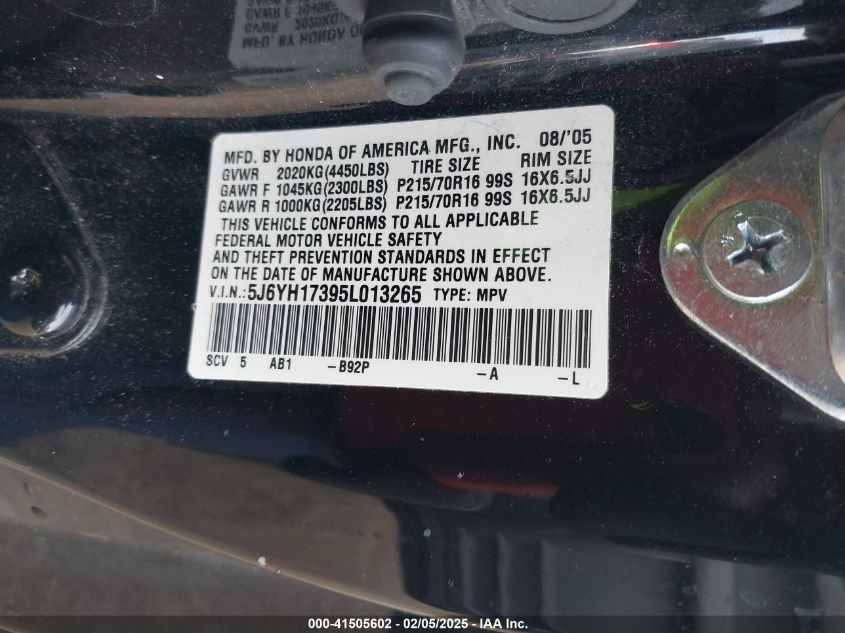 MFD. BY HONDA OF AMERICA MFG., INC. 08/'05
GVWR 2020KG(4450LBS) TIRE SIZE RIM SIZE
GAWR F 1045KG(2300LBS) P215/70R16 99S 16X6.5JJ
GAWR R 1000KG(2205LBS) P215/70R16 99S 16X6.5JJ
THIS VEHICLE CONFORMS TO ALL APPLICABLE
FEDERAL MOTOR VEHICLE SAFETY
AND THEFT PREVENTION STANDARDS IN EFFECT
ON THE DATE OF MANUFACTURE SHOWN ABOVE.
V.I.N.:5J6YH17395L013265 TYPE: MPV
SCV 5 AB1 -B92P -A -L
000-41505602 - 02/05/2025 - IAA Inc.